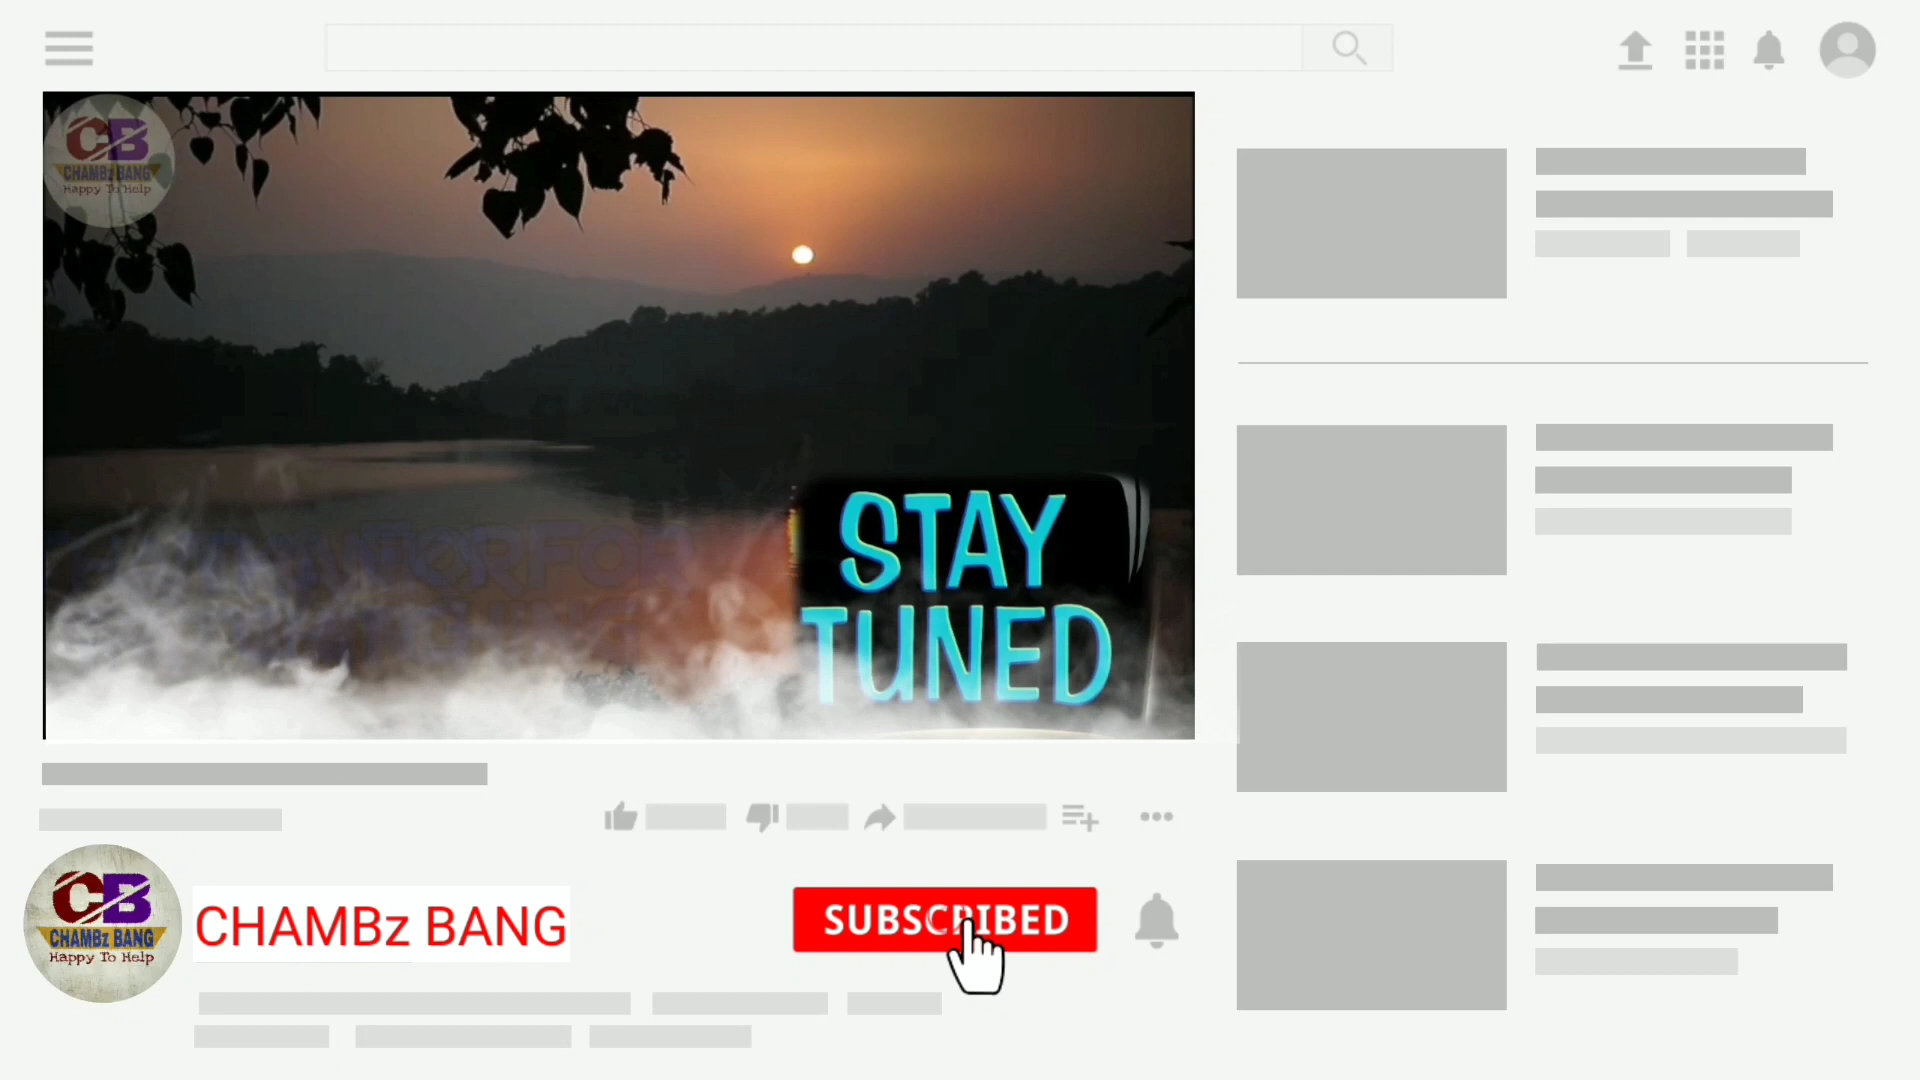 CB
CHAMBz BANG
Happy To Help
STAY
TUNED
CB
CHAMBz BANG
Happy To Help
CHAMBz BANG
SUBSCRIBED